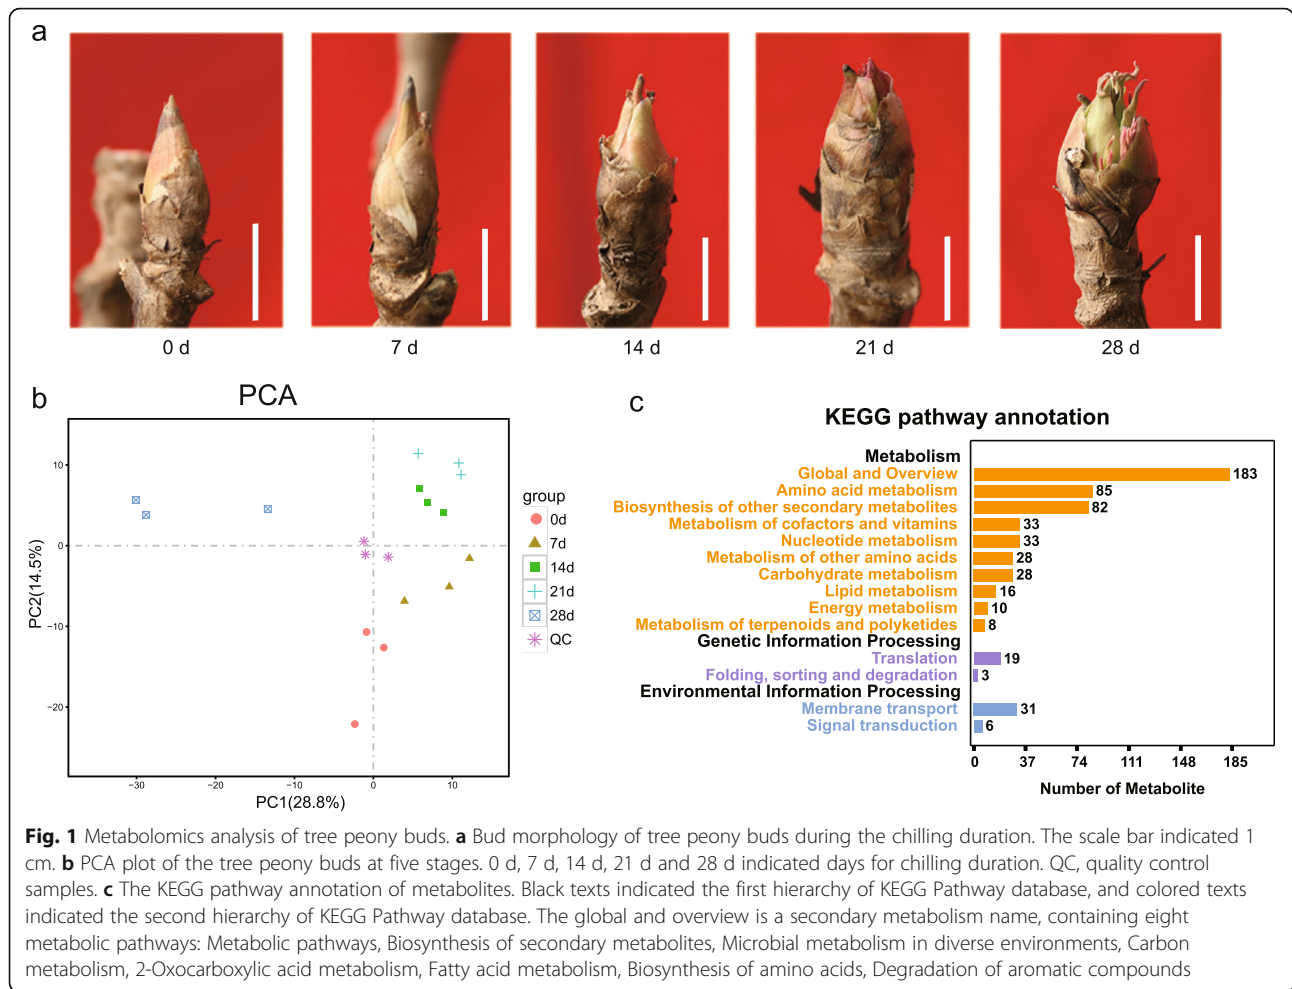 a
0 d
7 d
14 d
21 d
28 d
b
PCA
PC2(14.5%)
10
0
−10
−20
−30
−20
−10
0
10
PC1(28.8%)
group
0d
7d
14d
21d
28d
QC
c
KEGG pathway annotation
Metabolism
Global and Overview 183
Amino acid metabolism 85
Biosynthesis of other secondary metabolites 82
Metabolism of cofactors and vitamins 33
Nucleotide metabolism 33
Metabolism of other amino acids 28
Carbohydrate metabolism 28
Lipid metabolism 16
Energy metabolism 10
Metabolism of terpenoids and polyketides 8
Genetic Information Processing
Translation 19
Folding, sorting and degradation 3
Environmental Information Processing
Membrane transport 31
Signal transduction 6
0 37 74 111 148 185
Number of Metabolite
Fig. 1 Metabolomics analysis of tree peony buds. a Bud morphology of tree peony buds during the chilling duration. The scale bar indicated 1
cm. b PCA plot of the tree peony buds at five stages. 0 d, 7 d, 14 d, 21 d and 28 d indicated days for chilling duration. QC, quality control
samples. c The KEGG pathway annotation of metabolites. Black texts indicated the first hierarchy of KEGG Pathway database, and colored texts
indicated the second hierarchy of KEGG Pathway database. The global and overview is a secondary metabolism name, containing eight
metabolic pathways: Metabolic pathways, Biosynthesis of secondary metabolites, Microbial metabolism in diverse environments, Carbon
metabolism, 2-Oxocarboxylic acid metabolism, Fatty acid metabolism, Biosynthesis of amino acids, Degradation of aromatic compounds